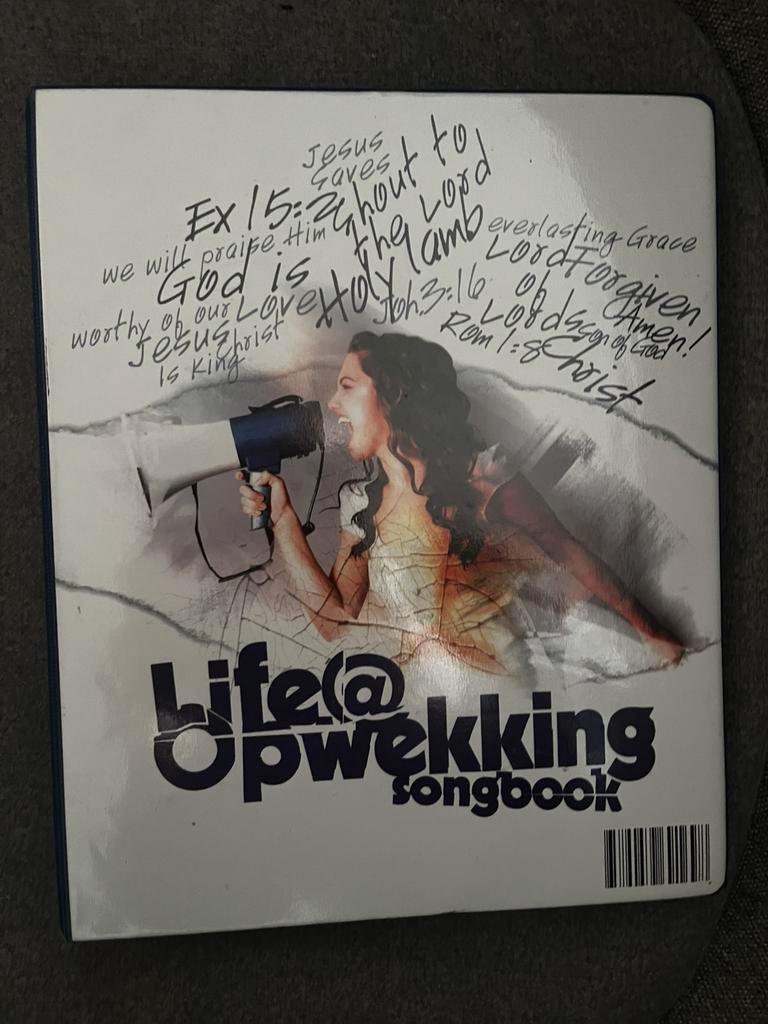 Jesus
saves
Ex 15:2
Shout to
the Lord
we will praise Him
God is
Holy lamb
everlasting Grace
worthy of our Love
Joh.3:16
Lord
of
Lords
Forgiven
Amen!
Jesus Christ
Is King
Rom 1:8
son of God
Christ
Life@
Opwekking
songbook